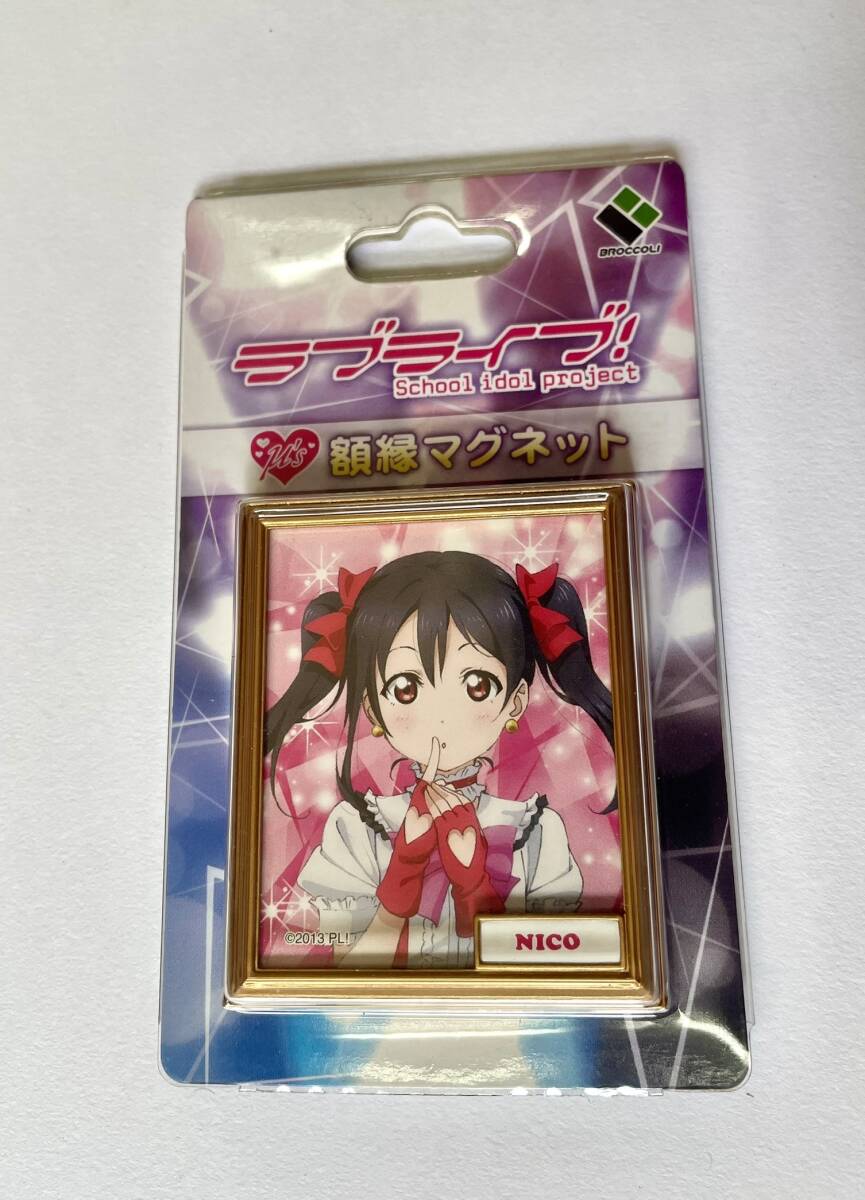 BROCCOLI
ラブライブ!
School idol project
μ's 額縁マグネット
©2013 PL!
NICO